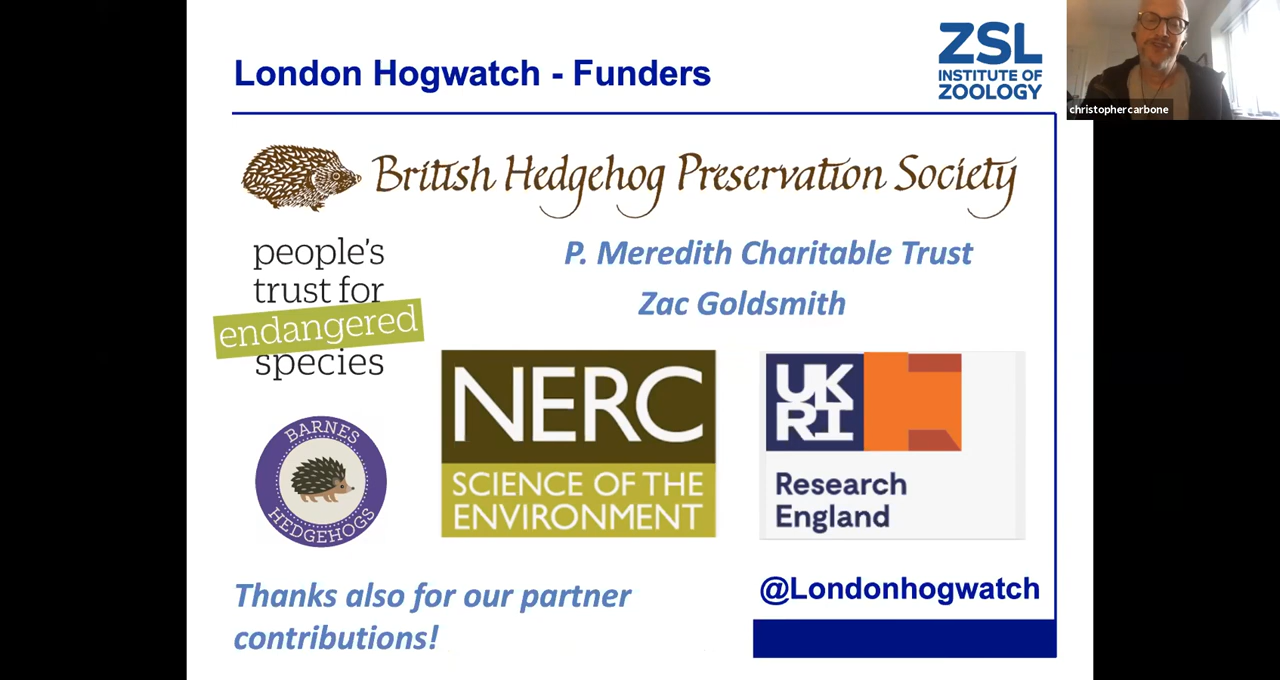 London Hogwatch - Funders
ZSL
INSTITUTE OF
ZOOLOGY
christophercarbone
British Hedgehog Preservation Society
people's
trust for
endangered
species
P. Meredith Charitable Trust
Zac Goldsmith
NERC
SCIENCE OF THE
ENVIRONMENT
UK
RI
Research
England
BARNES
HEDGEHOGS
@Londonhogwatch
Thanks also for our partner
contributions!